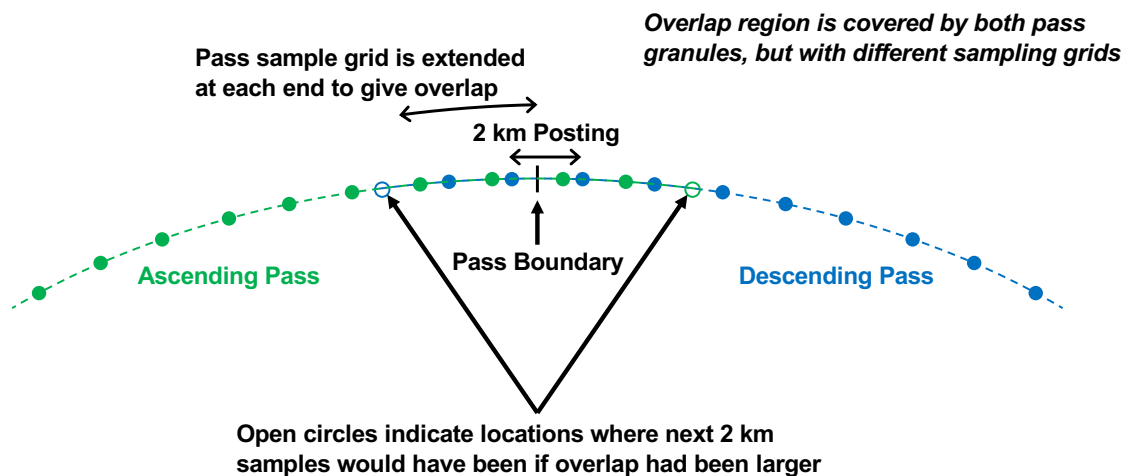 Overlap region is covered by both pass
granules, but with different sampling grids
Pass sample grid is extended
at each end to give overlap
2 km Posting
Ascending Pass
Pass Boundary
Descending Pass
Open circles indicate locations where next 2 km
samples would have been if overlap had been larger